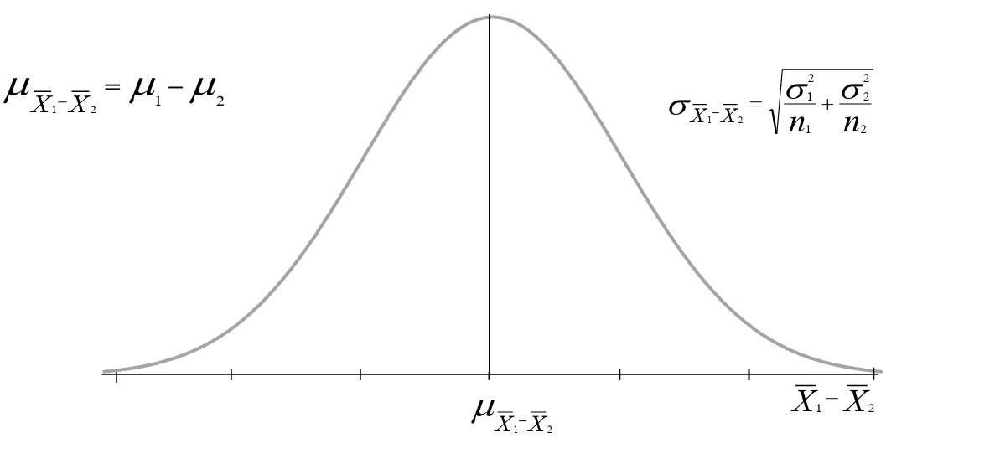 μ_{X̅₁−X̅₂} = μ₁ − μ₂
σ_{X̅₁−X̅₂} = √(σ₁²/n₁ + σ₂²/n₂)
X̅₁ − X̅₂
μ_{X̅₁−X̅₂}